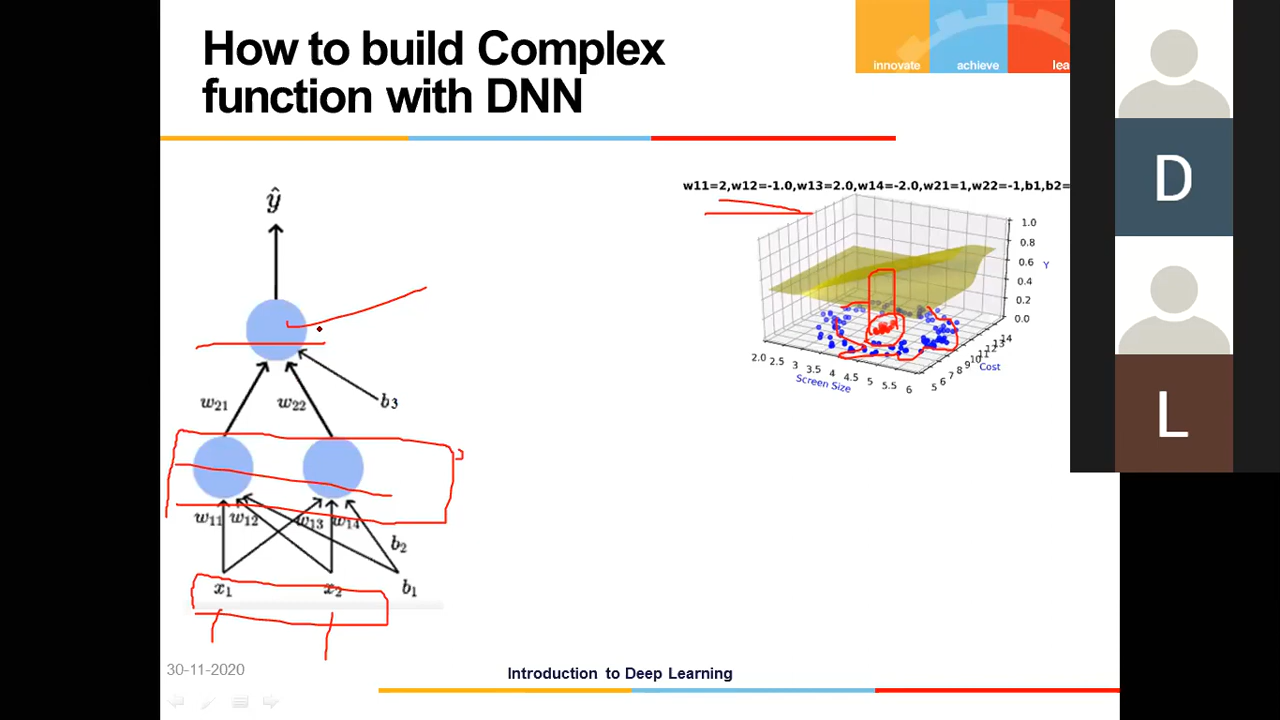 How to build Complex
function with DNN
innovate achieve lea
D
L
w11=2,w12=-1.0,w13=2.0,w14=-2.0,w21=1,w22=-1,b1,b2=
1.0
0.8
0.6
0.4
0.2
0.0
Y
2.0 2.5 3 3.5 4 4.5 5 5.5 6
Screen Size
5 6 7 8 9 10 11 12 13 14
Cost
ŷ
w21 w22 b3
w11 w12 w13 w14
b2
x1 x2 b1
30-11-2020
Introduction to Deep Learning